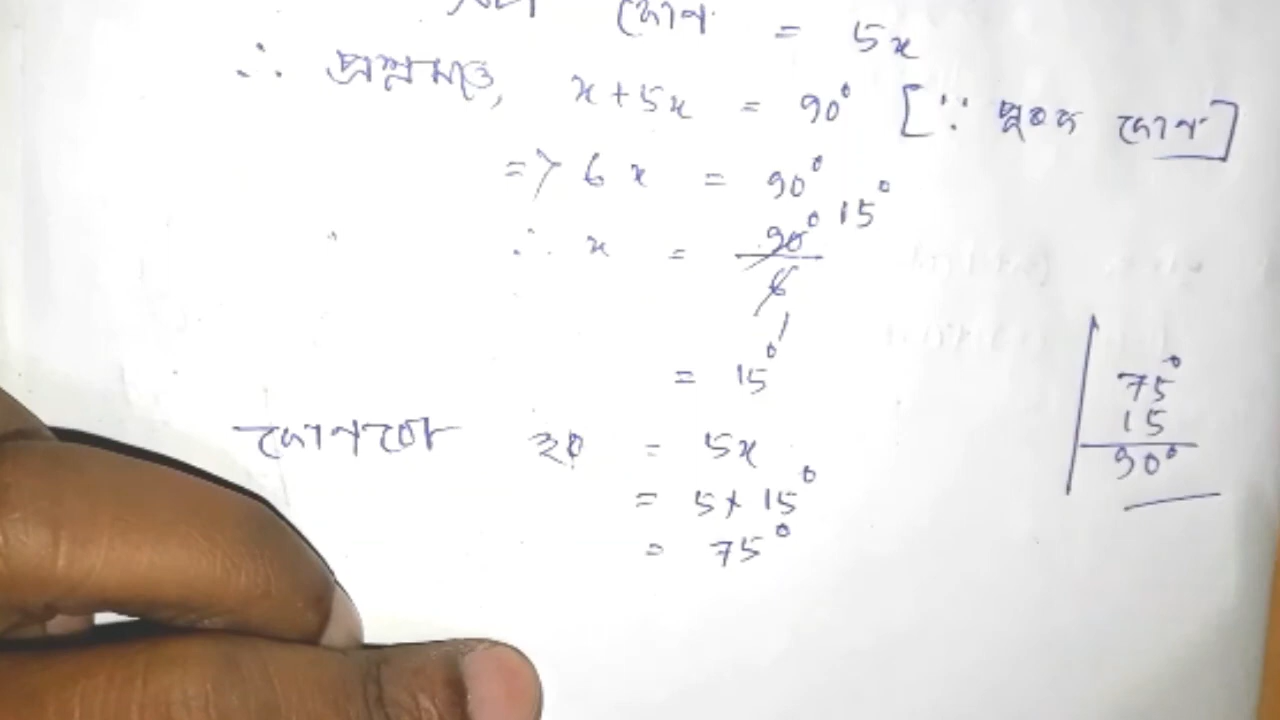 কোণ = 5x
∴ প্রশ্নমতে, x+5x = 90° [∵ পূরক কোণ]
=> 6x = 90°
∴ x = 90° 15°
6 1
= 15°
= 5x
= 5×15°
= 75°
75°
15
90°